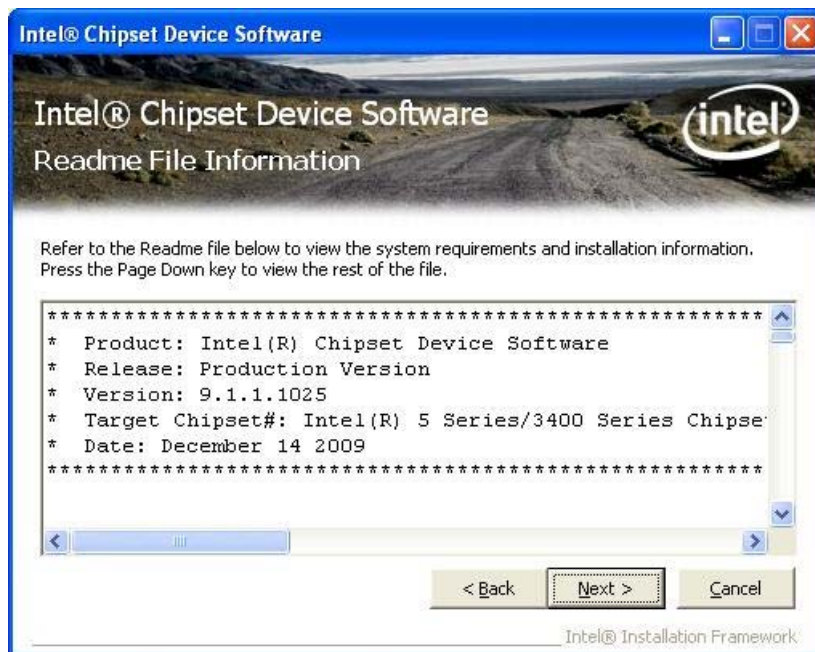 Intel® Chipset Device Software
Intel® Chipset Device Software
intel
Readme File Information
Refer to the Readme file below to view the system requirements and installation information.
Press the Page Down key to view the rest of the file.
************************************************************
* Product: Intel(R) Chipset Device Software
* Release: Production Version
* Version: 9.1.1.1025
* Target Chipset#: Intel(R) 5 Series/3400 Series Chipse
* Date: December 14 2009
************************************************************
< Back Next > Cancel
Intel® Installation Framework